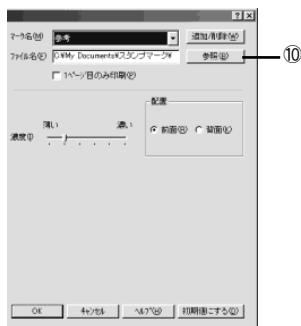 マーク名(M) 参考 追加/削除(W)
ファイル名(E) C:¥My Documents¥スタンプマーク¥ 参照(B) ⑩
1ページ目のみ印刷(P)
配置
薄い 濃い
濃度(I) 前面(R) 背面(U)
OK キャンセル ヘルプ(H) 初期値にする(Q)